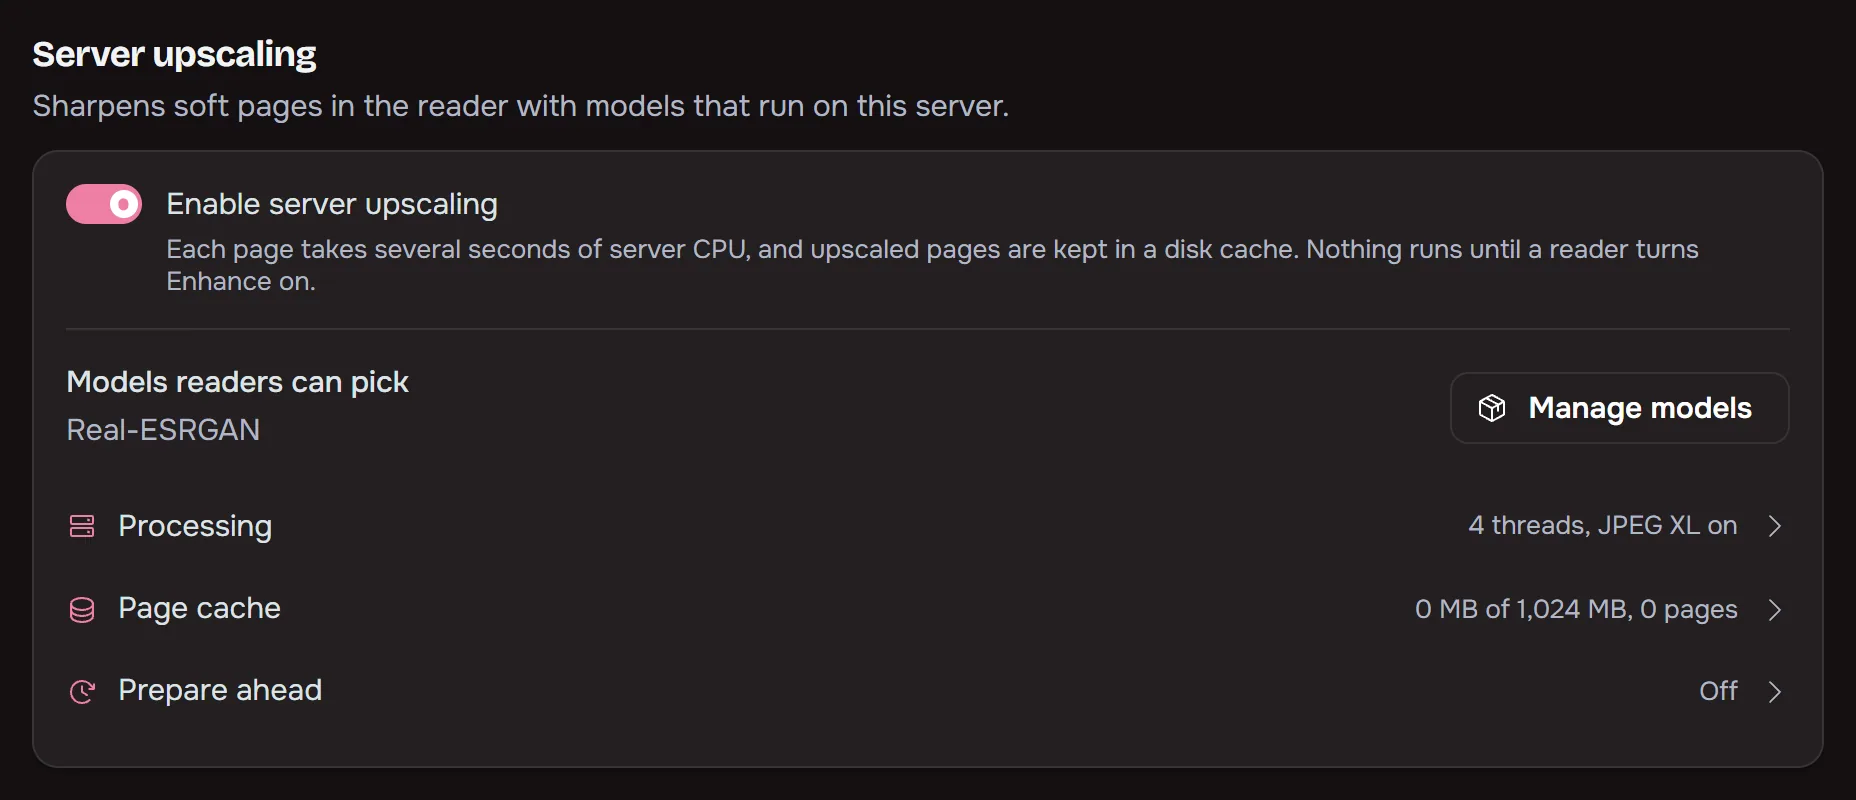 Server upscaling
Sharpens soft pages in the reader with models that run on this server.
Enable server upscaling
Each page takes several seconds of server CPU, and upscaled pages are kept in a disk cache. Nothing runs until a reader turns
Enhance on.
Models readers can pick
Real-ESRGAN
Manage models
Processing
4 threads, JPEG XL on
Page cache
0 MB of 1,024 MB, 0 pages
Prepare ahead
Off